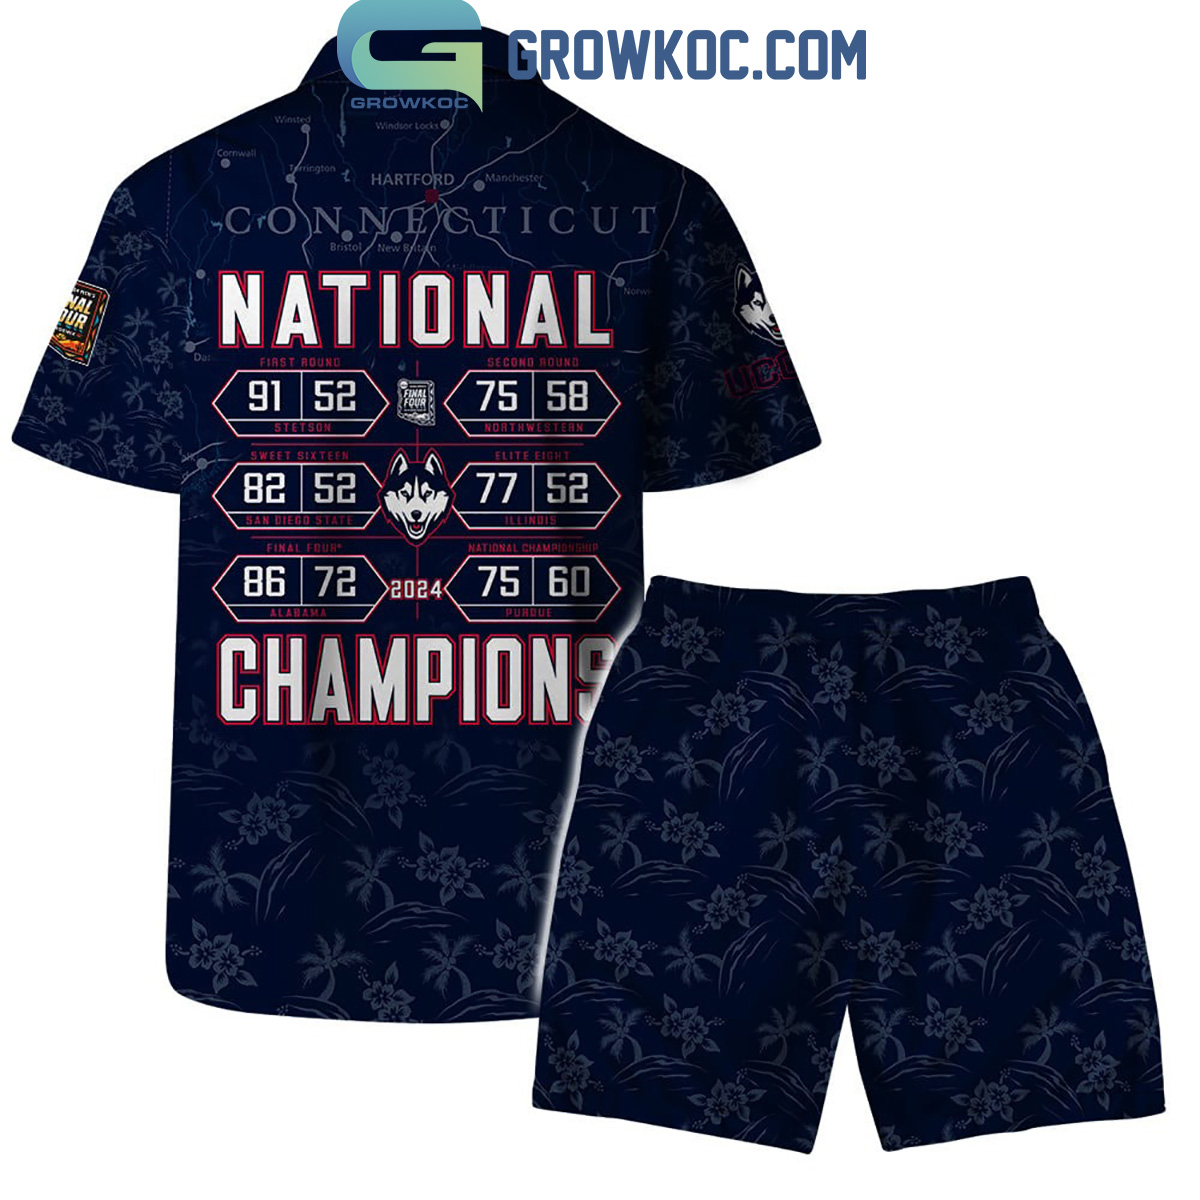 GROWKOC.COM
GROWKOC
Winsted
Windsor Locks
Cornwall
Torrington
HARTFORD
Manchester
CONNECTICUT
Bristol
New Britain
NATIONAL
FIRST ROUND
SECOND ROUND
91 52
FINAL FOUR
75 58
STETSON
NORTHWESTERN
SWEET SIXTEEN
ELITE EIGHT
82 52
77 52
SAN DIEGO STATE
ILLINOIS
FINAL FOUR®
NATIONAL CHAMPIONSHIP
86 72
2024
75 60
ALABAMA
PURDUE
CHAMPIONS